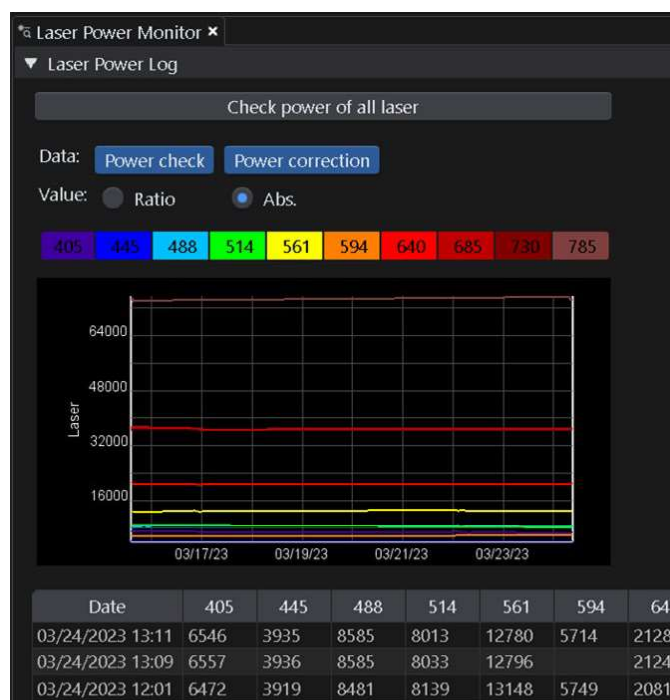 Laser Power Monitor ×
▼ Laser Power Log
Check power of all laser
Data: Power check Power correction
Value: Ratio Abs.
405 445 488 514 561 594 640 685 730 785
64000
48000
Laser
32000
16000
03/17/23 03/19/23 03/21/23 03/23/23
Date 405 445 488 514 561 594 64
03/24/2023 13:11 6546 3935 8585 8013 12780 5714 2128
03/24/2023 13:09 6557 3936 8585 8033 12796 2124
03/24/2023 12:01 6472 3919 8481 8139 13148 5749 2081